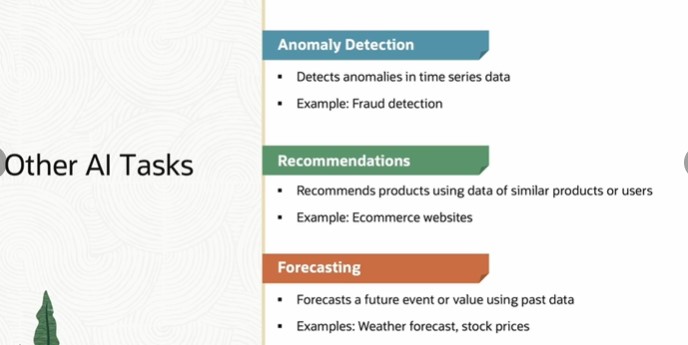 Other AI Tasks
Anomaly Detection
▪ Detects anomalies in time series data
▪ Example: Fraud detection
Recommendations
▪ Recommends products using data of similar products or users
▪ Example: Ecommerce websites
Forecasting
▪ Forecasts a future event or value using past data
▪ Examples: Weather forecast, stock prices